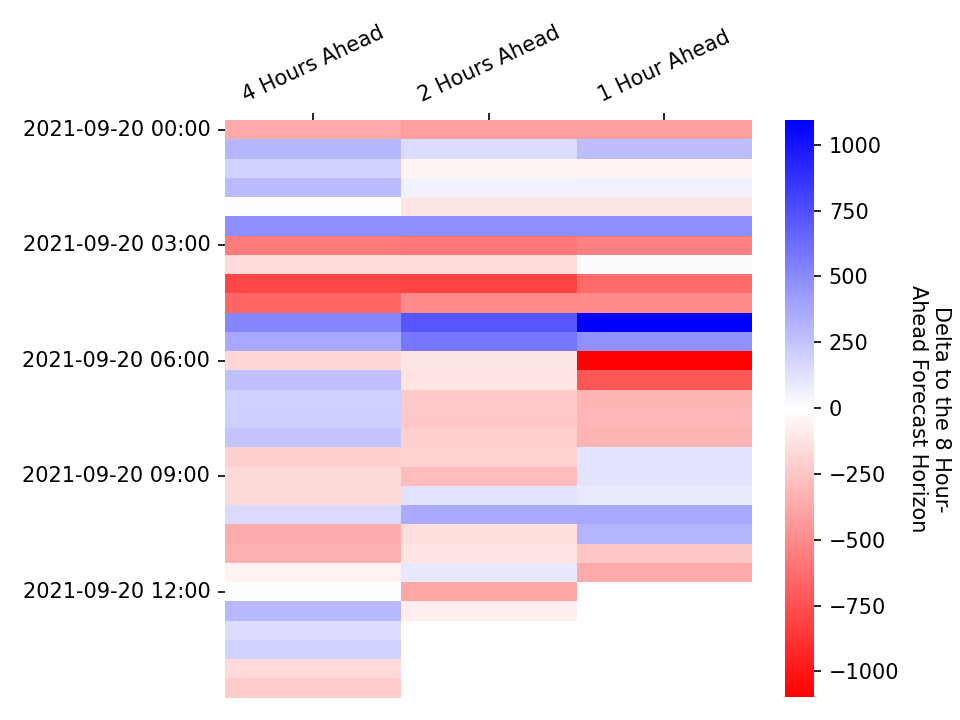 4 Hours Ahead
2 Hours Ahead
1 Hour Ahead
2021-09-20 00:00
2021-09-20 03:00
2021-09-20 06:00
2021-09-20 09:00
2021-09-20 12:00
1000
750
500
250
0
−250
−500
−750
−1000
Delta to the 8 Hour-
Ahead Forecast Horizon